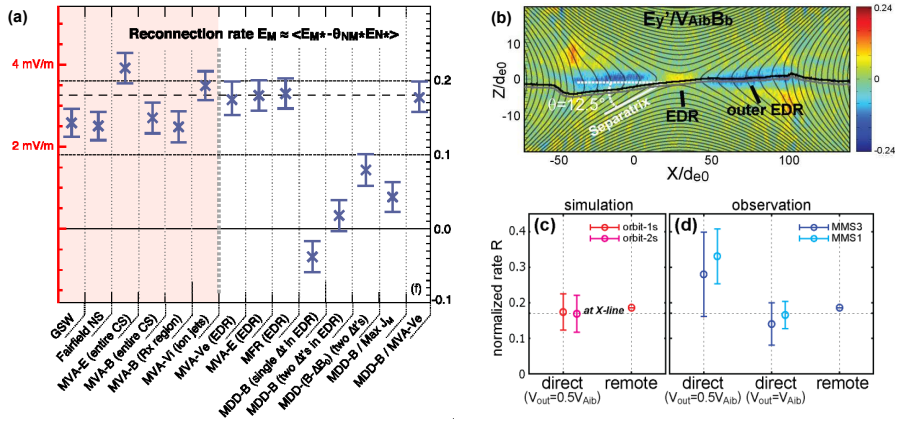 (a)
Reconnection rate E_M ≈ <E_M*-θ_NM*E_N*>
4 mV/m
2 mV/m
0.2
0.1
0.0
-0.1
(f)
GSW
Fairfield NS
MVA-E (entire CS)
MVA-B (entire CS)
MVA-B (Rx region)
MVA-Vi (ion jets)
MVA-Ve (EDR)
MVA-E (EDR)
MFR (EDR)
MDD-B (single Δt in EDR)
MDD-B (two Δt's in EDR)
MDD-(B-ΔB₀) (two Δt's)
MDD-B / Max J_M
MDD-B / MVA-Ve
(b)
E_y'/V_AibB_b
0.24
-0.24
10
0
-10
Z/d_e0
θ=12.5°
Separatrix
EDR
outer EDR
-50
0
50
100
X/d_e0
simulation
observation
(c)
orbit-1s
orbit-2s
at X-line
(d)
MMS3
MMS1
normalized rate R
0.4
0.3
0.2
0.1
0
direct
(V_out=0.5V_Aib)
remote
direct
(V_out=0.5V_Aib)
direct
(V_out=V_Aib)
remote